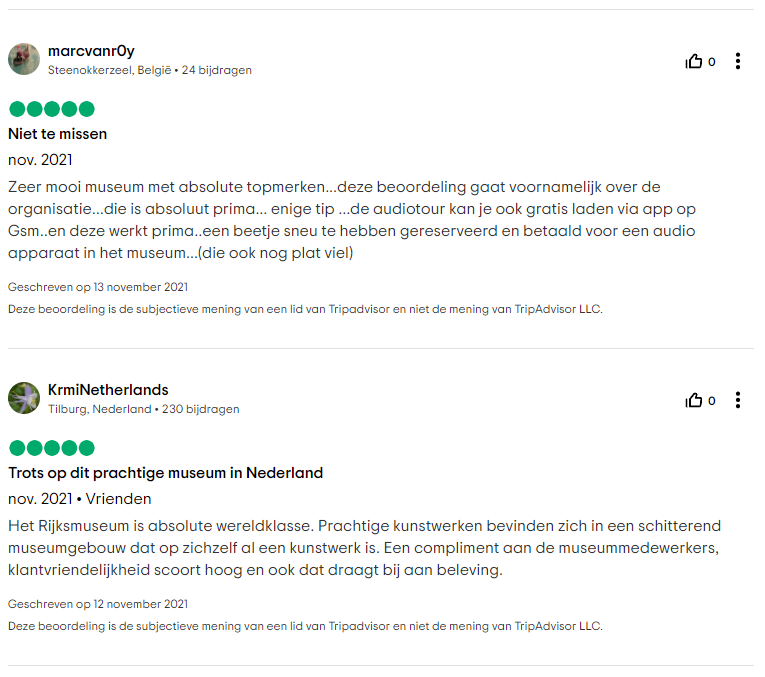 marcvanr0y
Steenokkerzeel, België • 24 bijdragen
0
Niet te missen
nov. 2021
Zeer mooi museum met absolute topmerken...deze beoordeling gaat voornamelijk over de
organisatie...die is absoluut prima... enige tip ...de audiotour kan je ook gratis laden via app op
Gsm..en deze werkt prima..een beetje sneu te hebben gereserveerd en betaald voor een audio
apparaat in het museum...(die ook nog plat viel)
Geschreven op 13 november 2021
Deze beoordeling is de subjectieve mening van een lid van Tripadvisor en niet de mening van TripAdvisor LLC.
KrmiNetherlands
Tilburg, Nederland • 230 bijdragen
0
Trots op dit prachtige museum in Nederland
nov. 2021 • Vrienden
Het Rijksmuseum is absolute wereldklasse. Prachtige kunstwerken bevinden zich in een schitterend
museumgebouw dat op zichzelf al een kunstwerk is. Een compliment aan de museummedewerkers,
klantvriendelijkheid scoort hoog en ook dat draagt bij aan beleving.
Geschreven op 12 november 2021
Deze beoordeling is de subjectieve mening van een lid van Tripadvisor en niet de mening van TripAdvisor LLC.